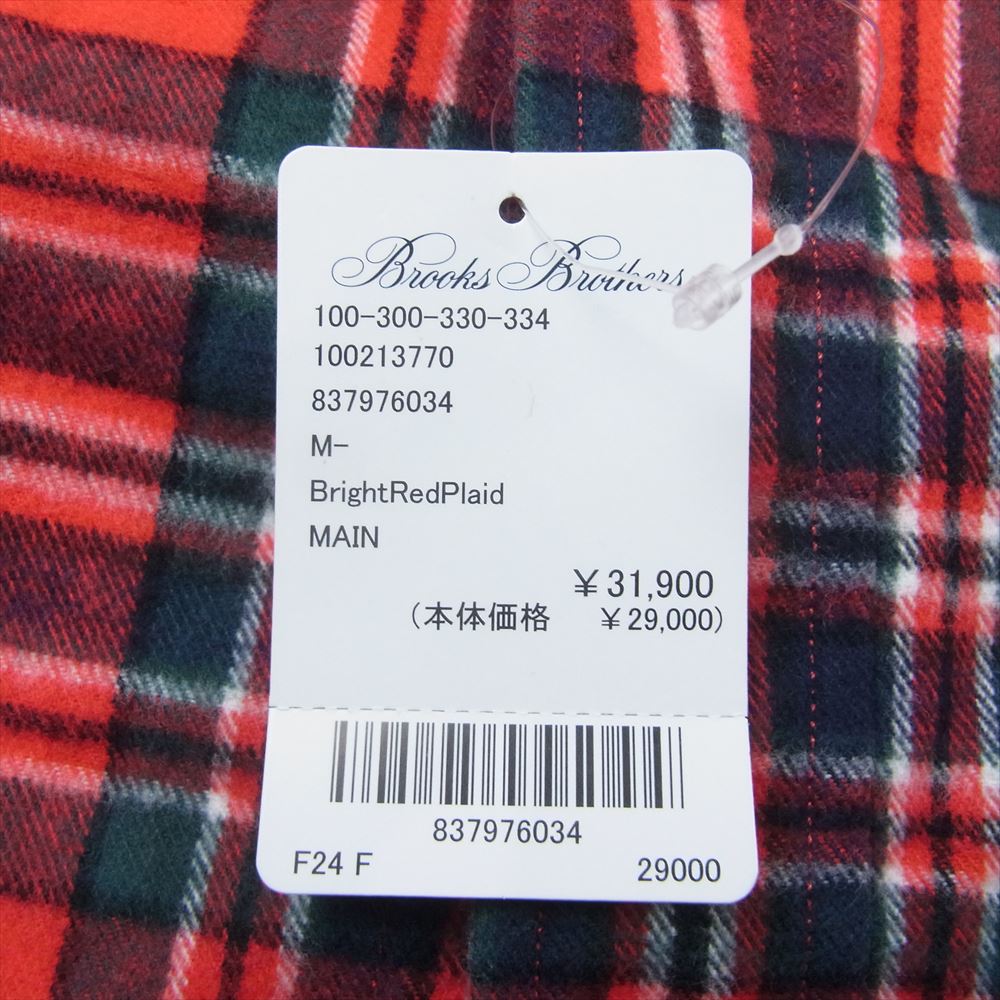 Brooks Brothers
100-300-330-334
100213770
837976034
M-
BrightRedPlaid
MAIN
￥31,900
(本体価格 ￥29,000)
837976034
F24 F 29000